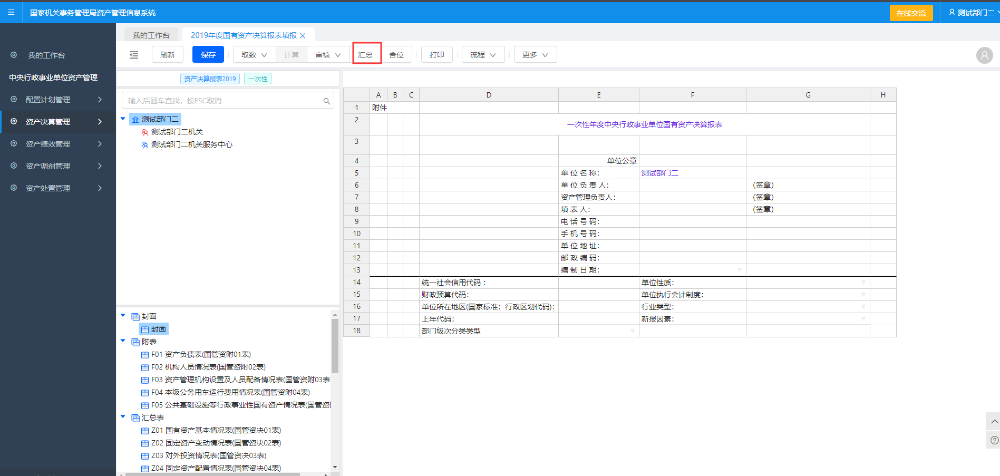 国家机关事务管理局资产管理信息系统
在线交流
测试部门二
我的工作台
2019年度国有资产决算报表填报
刷新
保存
取数
计算
审核
汇总
舍位
打印
流程
更多
我的工作台
中央行政事业单位资产管理
配置计划管理
资产决算管理
资产绩效管理
资产调剂管理
资产处置管理
资产决算报表2019
一次性
输入后回车查找，按ESC取消
测试部门二
测试部门二机关
测试部门二机关服务中心
封面
封面
附表
F01 资产负债表(国管资附01表)
F02 机构人员情况表(国管资附02表)
F03 资产管理机构设置及人员配备情况表(国管资附03表
F04 本级公务用车运行费用情况表(国管资附04表)
F05 公共基础设施等行政事业性国有资产情况表(国管资
汇总表
Z01 国有资产基本情况表(国管资决01表)
Z02 固定资产变动情况表(国管资决02表)
Z03 对外投资情况表(国管资决03表)
Z04 固定资产配置情况表(国管资决04表)
A B C D E F G H
1 附件
2 一次性年度中央行政事业单位国有资产决算报表
3
4 单位公章
5 单 位 名 称： 测试部门二
6 单 位 负 责 人： （签章）
7 资产管理负责人： （签章）
8 填 表 人： （签章）
9 电 话 号 码：
10 手 机 号 码：
11 单 位 地 址：
12 邮 政 编 码：
13 编 制 日 期：
14 统一社会信用代码 ： 单位性质：
15 财政预算代码： 单位执行会计制度：
16 单位所在地区(国家标准：行政区划代码)： 行业类型：
17 上年代码： 新报因素：
18 部门级次分类类型